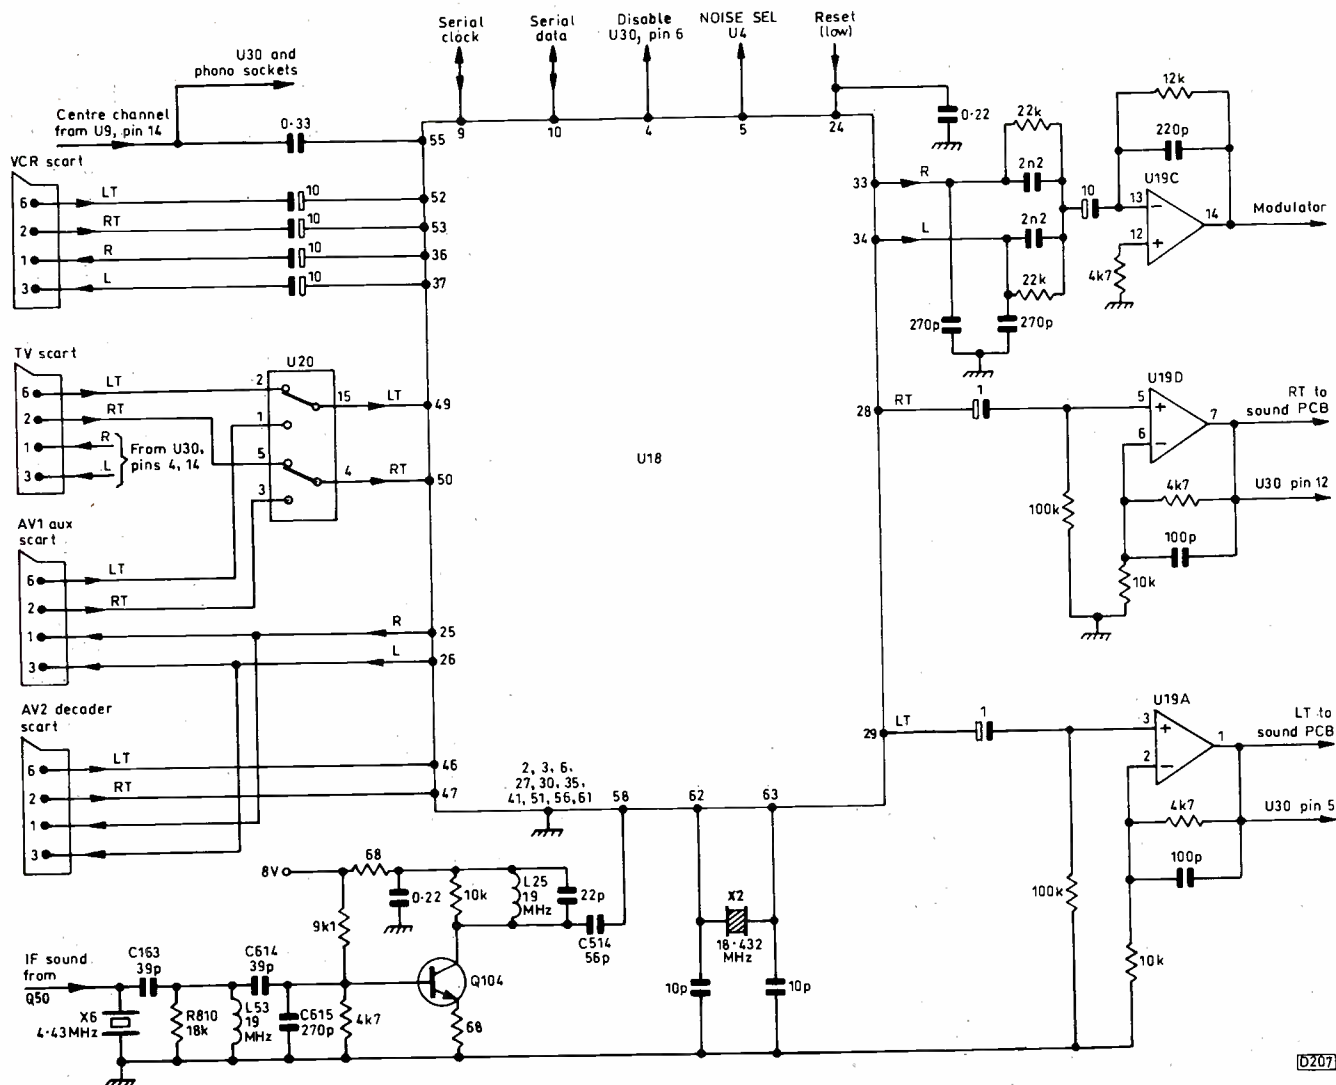 Serial
clock
Serial
data
Disable
U30, pin 6
NOISE SEL
U4
Reset
(low)
U30 and
phono sockets
Centre channel
from U9, pin 14
0·33
55
9
10
4
5
24
0·22
22k
12k
220p
2n2
10
U19C
13
12
14
Modulator
4k7
2n2
22k
270p
270p
33
R
34
L
VCR scart
6
LT
10
52
2
RT
10
53
1
R
10
36
3
L
10
37
TV scart
6
LT
2
RT
1
R
3
L
From U30,
pins 4, 14
U20
2
15
LT
49
1
5
4
RT
50
3
U18
28
RT
1
U19D
5
6
7
RT to
sound PCB
4k7
U30 pin 12
100k
100p
10k
AV1 aux
scart
6
LT
2
RT
1
R
25
3
L
26
AV2 decoder
scart
6
LT
46
2
RT
47
1
3
29
LT
1
U19A
3
2
1
LT to
sound PCB
4k7
U30 pin 5
100k
100p
10k
2, 3, 6,
27, 30, 35,
41, 51, 56, 61
58
62
63
8V
68
0·22
10k
L25
19
MHz
22p
9k1
C514
56p
X2
18·432
MHz
10p
10p
IF sound
from
Q50
C163
39p
C614
39p
Q104
X6
4·43MHz
R810
18k
L53
19
MHz
C615
270p
4k7
68
D207